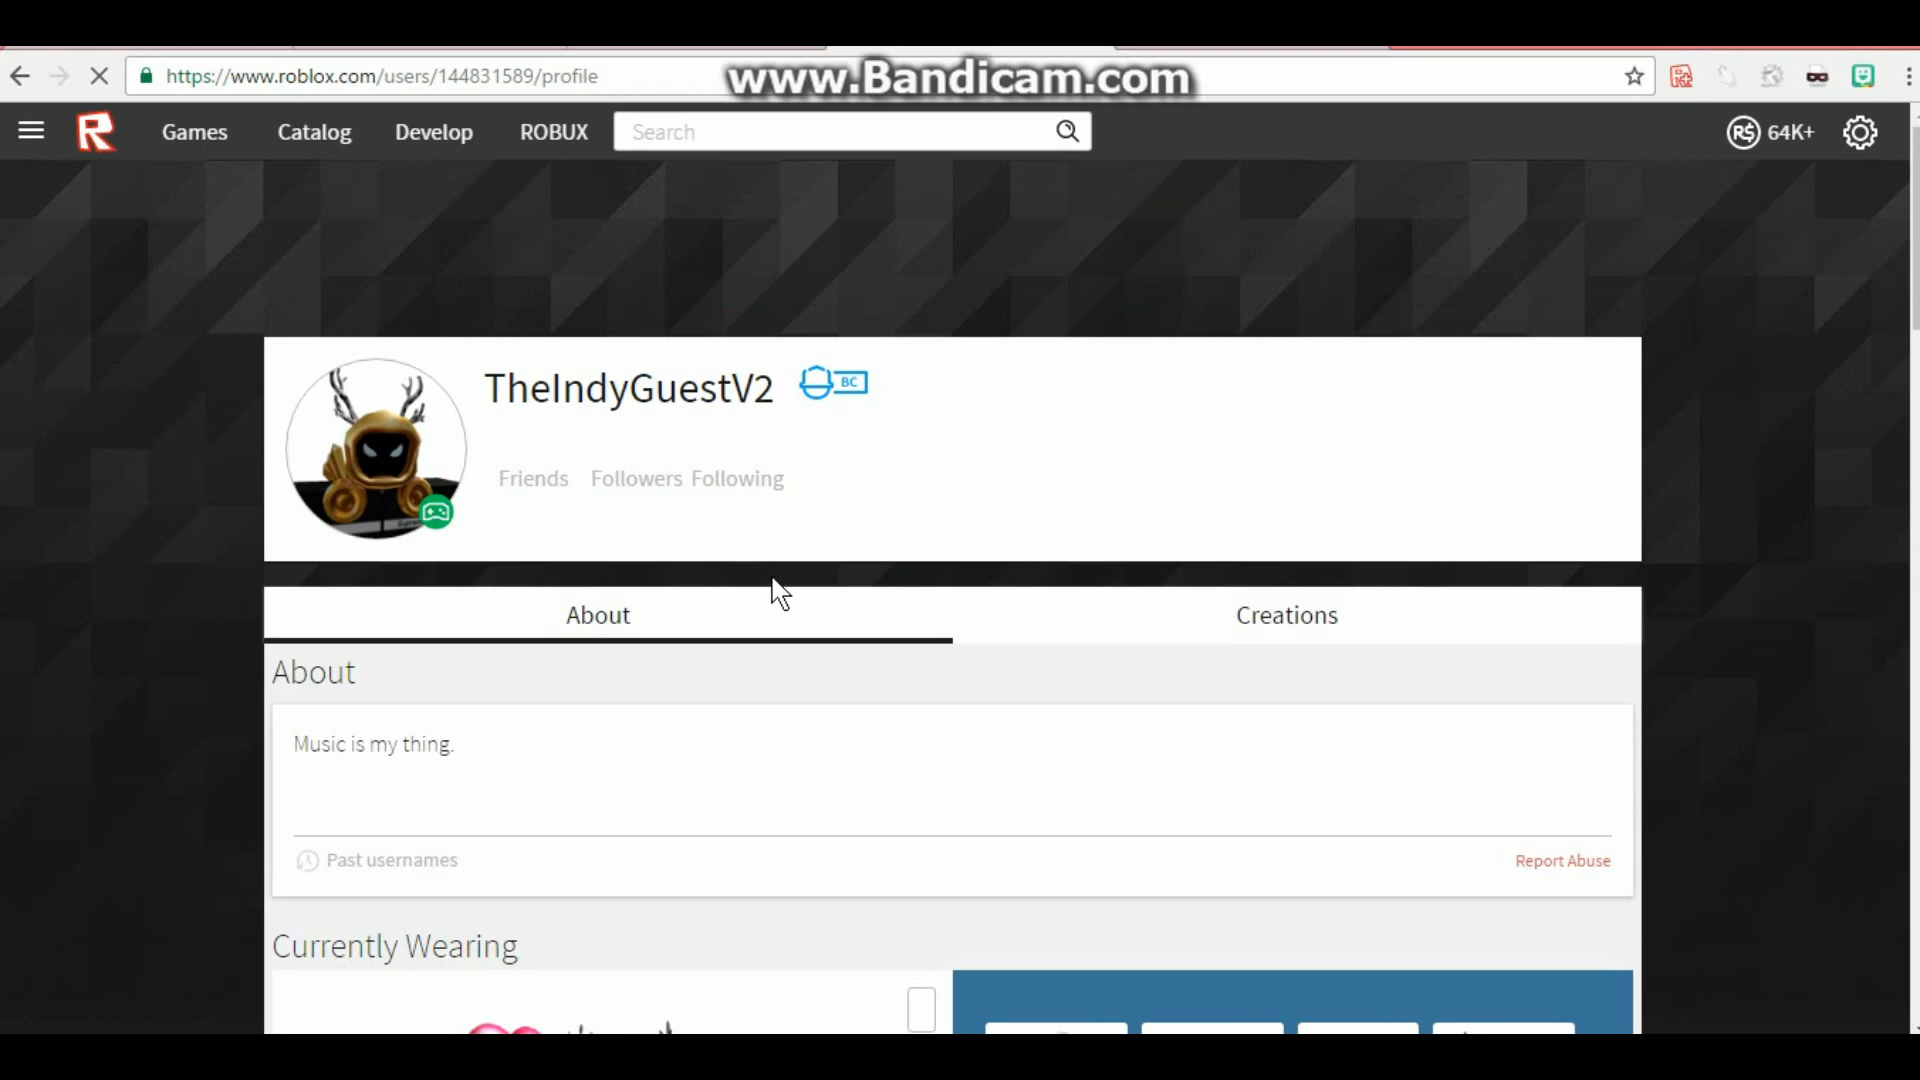 https://www.roblox.com/users/144831589/profile
www.Bandicam.com
Games Catalog Develop ROBUX Search R$ 64K+
TheIndyGuestV2 BC
Friends Followers Following
About Creations
About
Music is my thing.
Past usernames Report Abuse
Currently Wearing